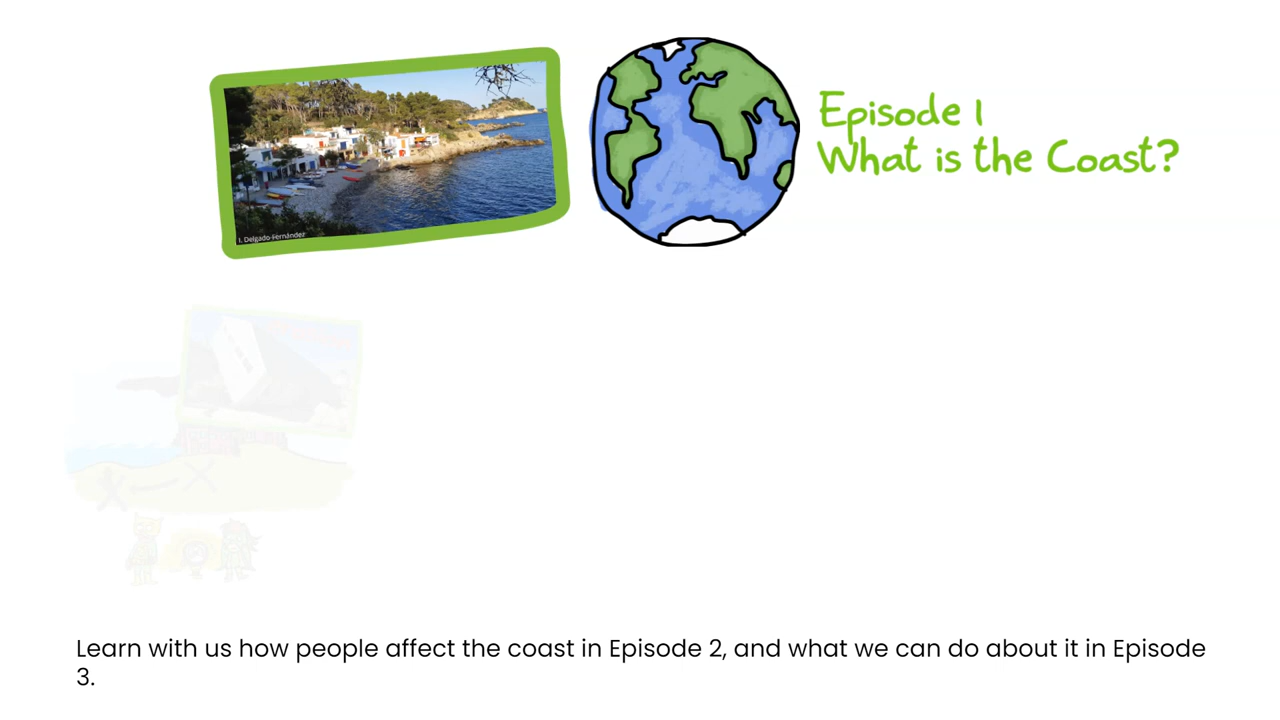 Episode 1
What is the Coast?
I. Delgado-Fernández
Learn with us how people affect the coast in Episode 2, and what we can do about it in Episode
3.